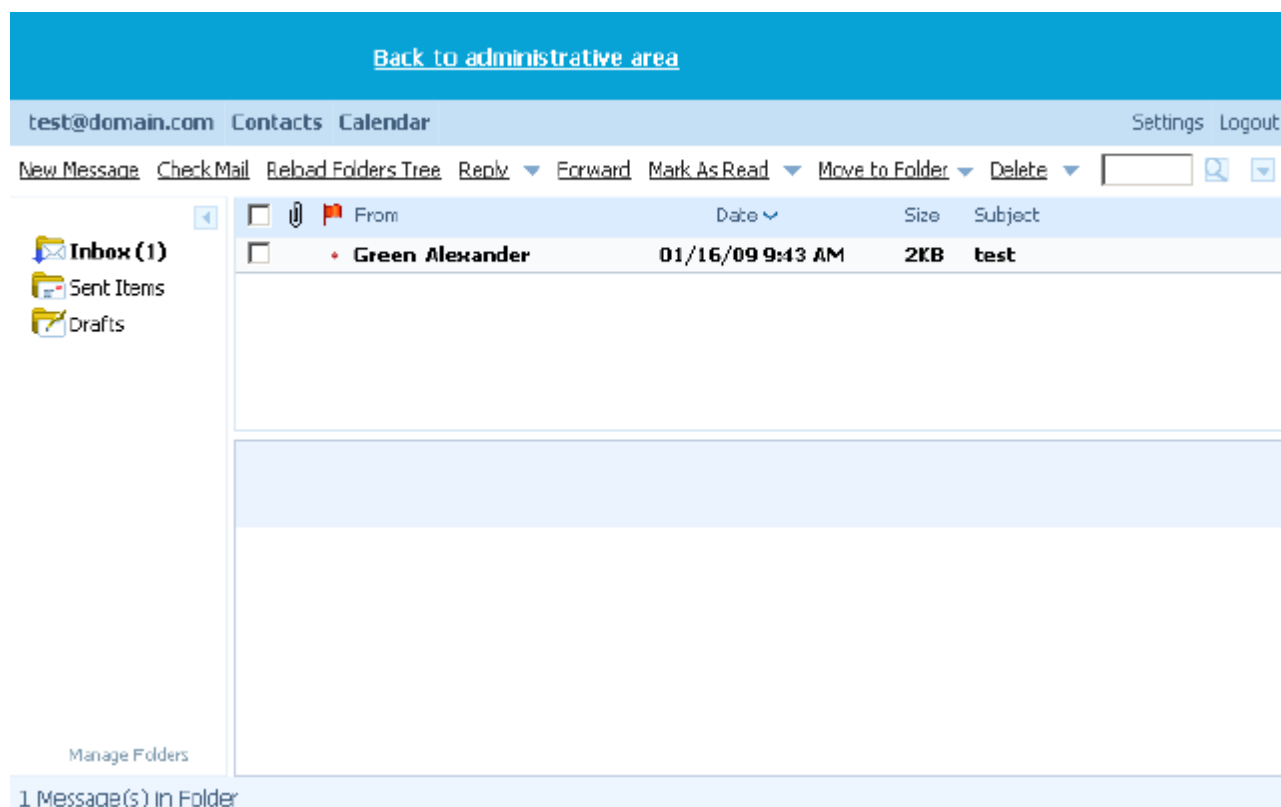 Back to administrative area
test@domain.com Contacts Calendar Settings Logout
New Message Check Mail Reload Folders Tree Reply Forward Mark As Read Move to Folder Delete
From Date Size Subject
Inbox (1)
Green Alexander 01/16/09 9:43 AM 2KB test
Sent Items
Drafts
Manage Folders
1 Message(s) in Folder